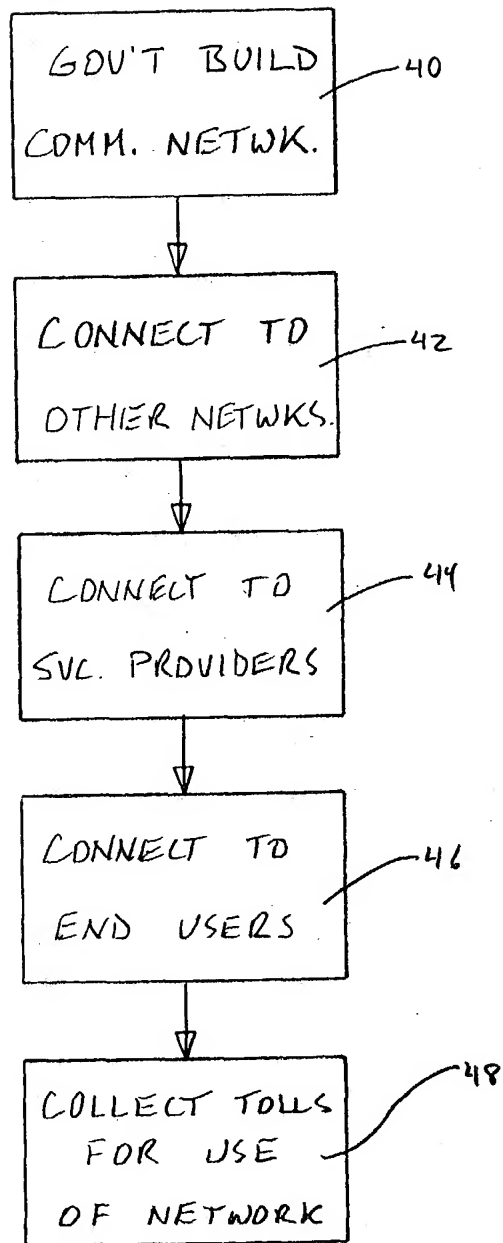 GOV'T BUILD
40
COMM. NETWK.
CONNECT TO
42
OTHER NETWKS.
CONNECT TO
44
SVC. PROVIDERS
CONNECT TO
46
END USERS
COLLECT TOLLS
48
FOR USE
OF NETWORK